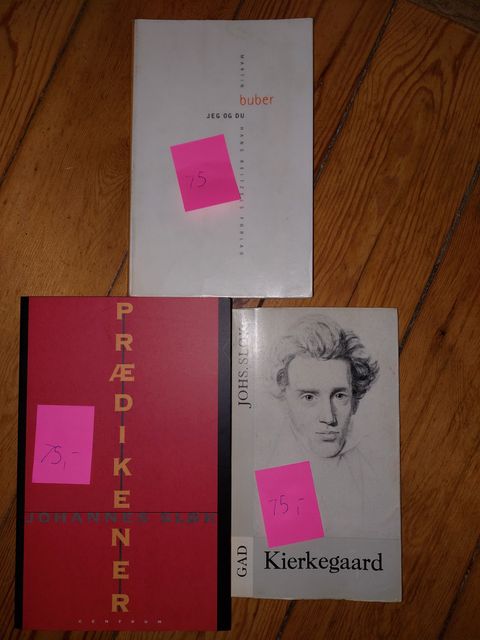 MARTIN
buber
JEG OG DU
HANS REITZELS FORLAG
75
PRÆDIKENER
75,-
JOHANNES SLØK
CENTRUM
JOHS. SLØK
75,-
GAD
Kierkegaard